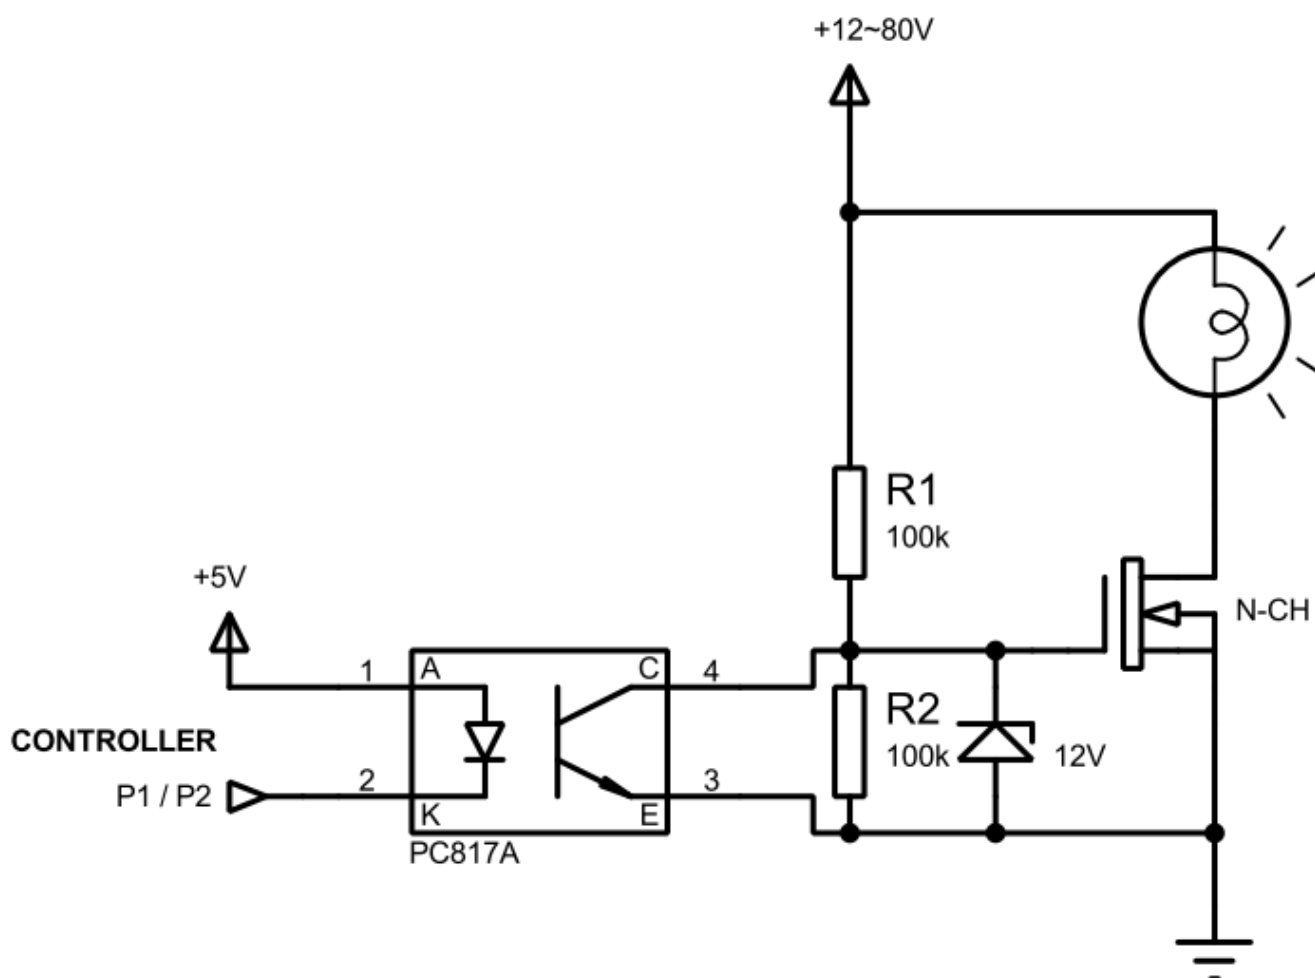 +12~80V
R1
100k
+5V
N-CH
1
A
C
4
CONTROLLER
R2
100k
12V
P1 / P2
2
K
E
3
PC817A